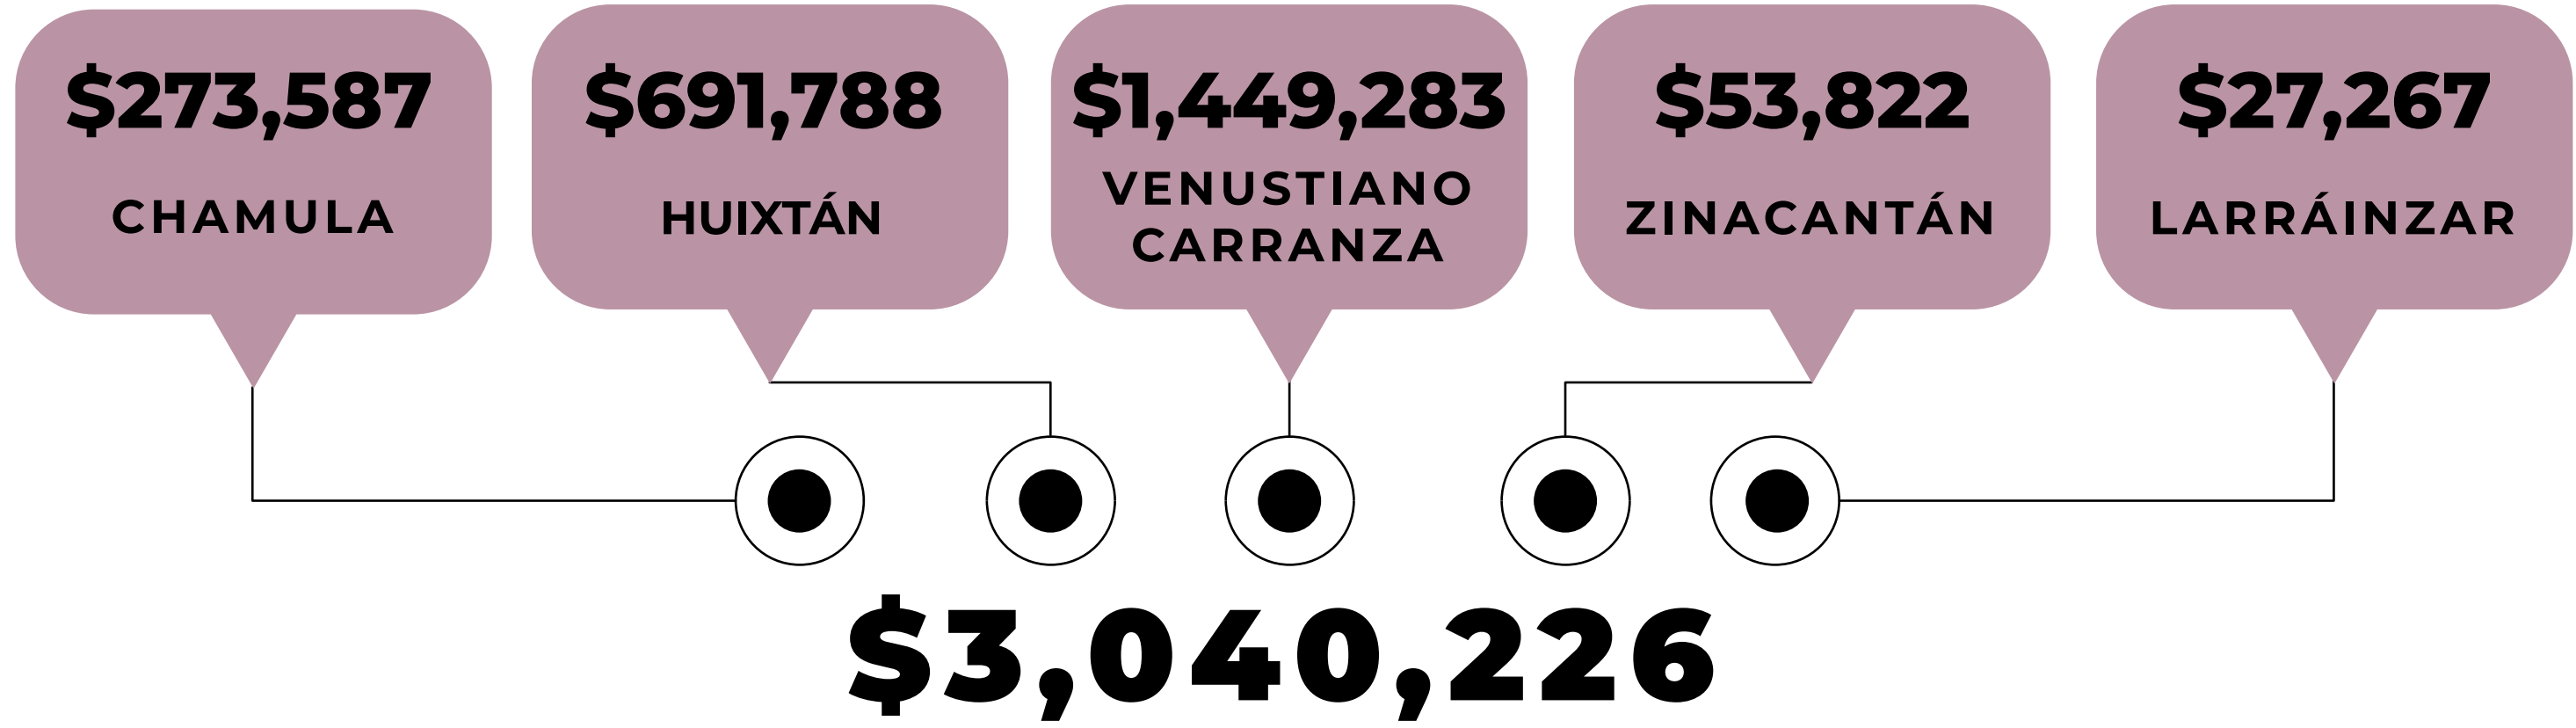 $273,587
CHAMULA
$691,788
HUIXTÁN
$1,449,283
VENUSTIANO
CARRANZA
$53,822
ZINACANTÁN
$27,267
LARRÁINZAR
$3,040,226